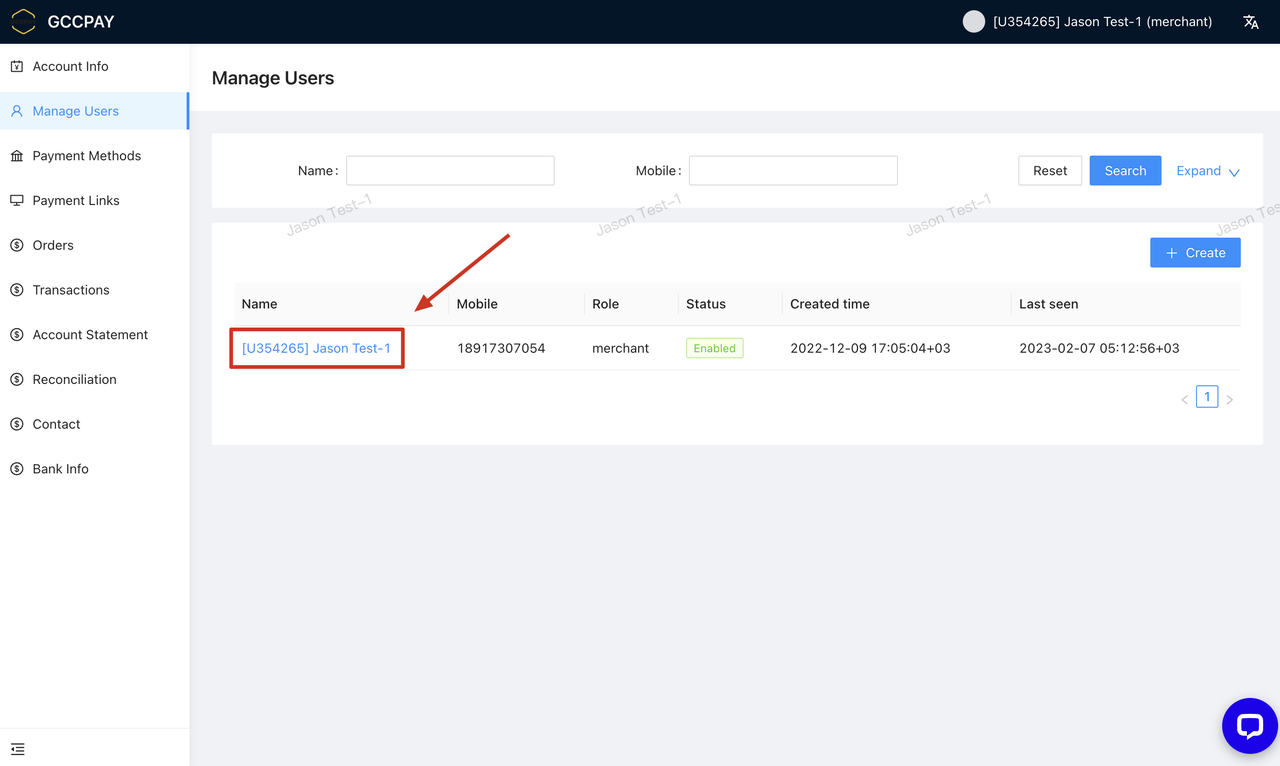 GCCPAY
[U354265] Jason Test-1 (merchant)
Account Info
Manage Users
Payment Methods
Payment Links
Orders
Transactions
Account Statement
Reconciliation
Contact
Bank Info
Manage Users
Name :
Mobile :
Reset
Search
Expand
Jason Test-1
Jason Test-1
Jason Test-1
Jason Tes
+ Create
Name Mobile Role Status Created time Last seen
[U354265] Jason Test-1 18917307054 merchant Enabled 2022-12-09 17:05:04+03 2023-02-07 05:12:56+03
< 1 >